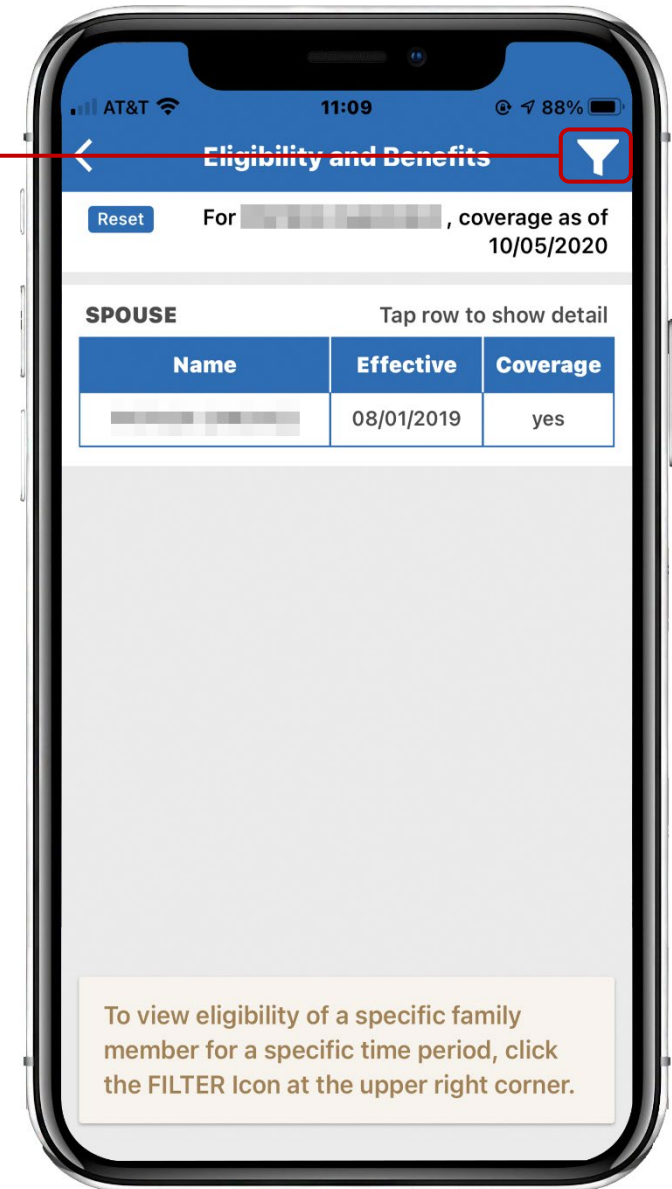 AT&T 11:09 88%
Eligibility and Benefits
Reset For , coverage as of
10/05/2020
SPOUSE Tap row to show detail
Name Effective Coverage
08/01/2019 yes
To view eligibility of a specific family
member for a specific time period, click
the FILTER Icon at the upper right corner.